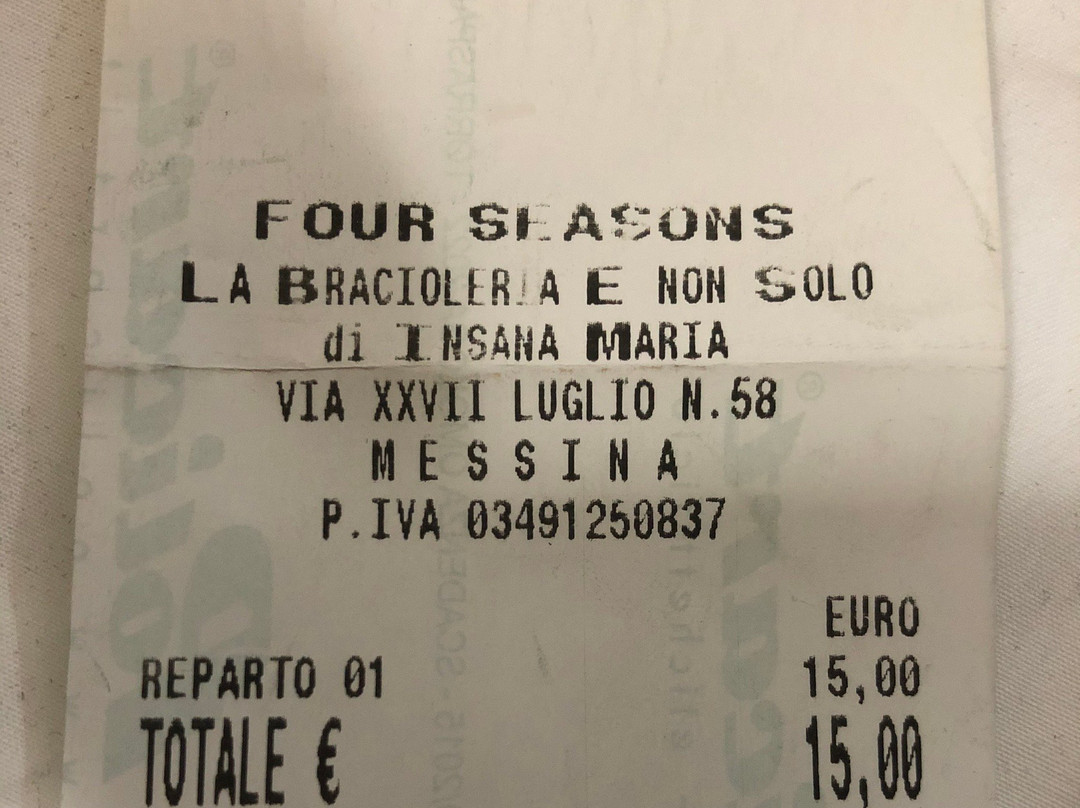 FOUR SEASONS
LA BRACIOLERIA E NON SOLO
di INSANA MARIA
VIA XXVII LUGLIO N.58
MESSINA
P.IVA 03491250837
EURO
REPARTO 01 15,00
TOTALE € 15,00